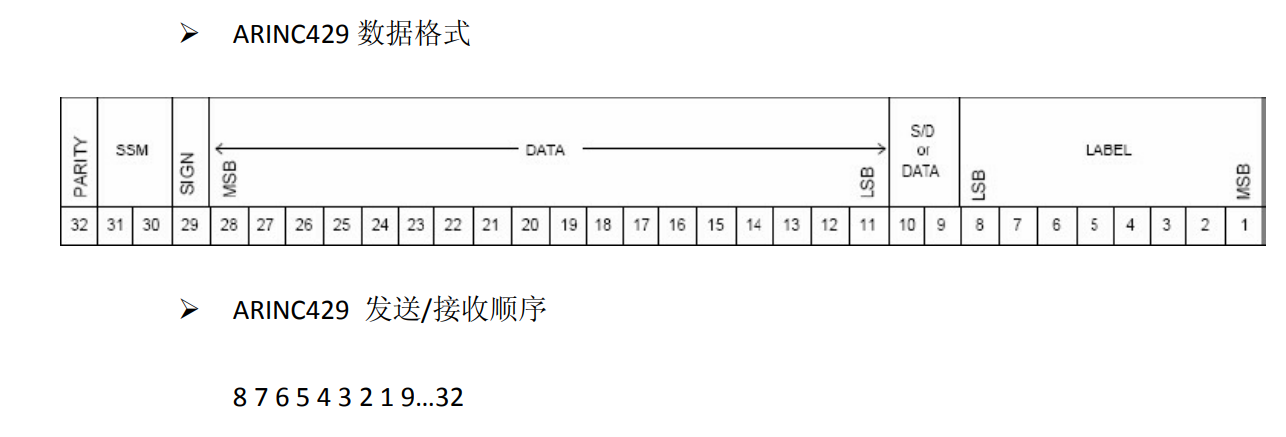 ➤ ARINC429 数据格式
PARITY SSM SIGN MSB DATA LSB S/D or DATA LSB LABEL MSB
32 31 30 29 28 27 26 25 24 23 22 21 20 19 18 17 16 15 14 13 12 11 10 9 8 7 6 5 4 3 2 1
➤ ARINC429 发送/接收顺序
8 7 6 5 4 3 2 1 9…32